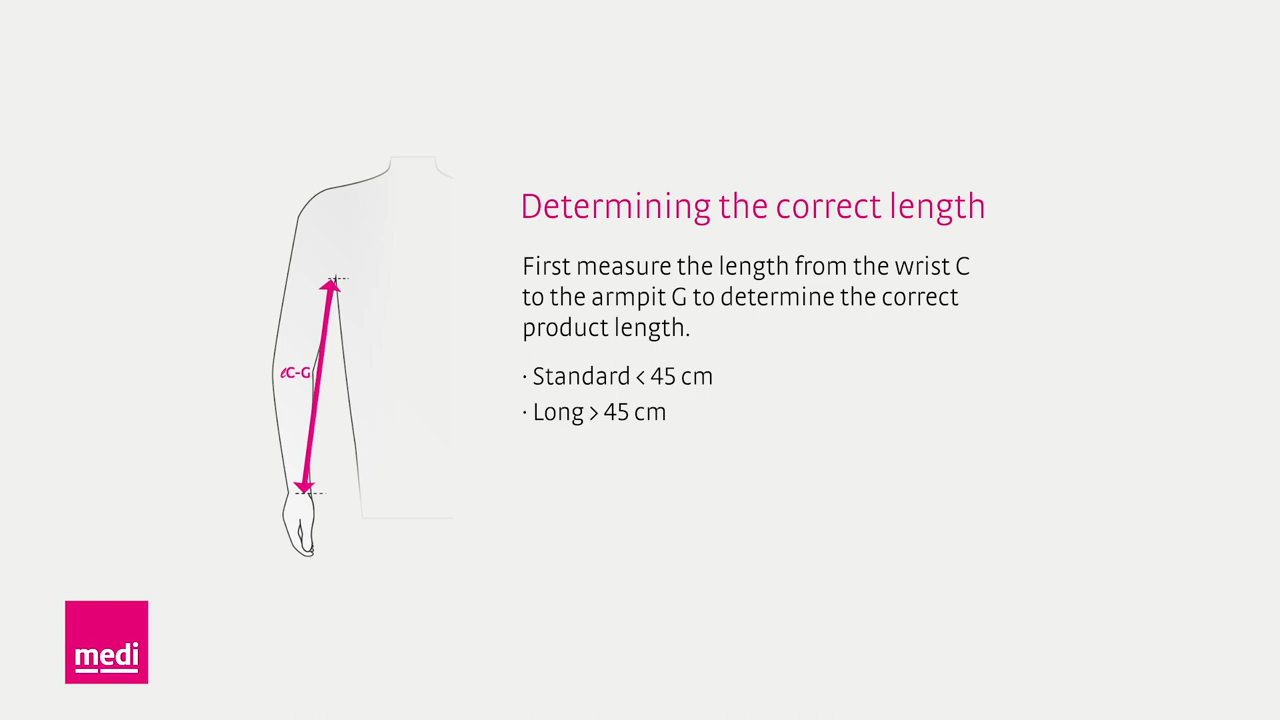 Determining the correct length
First measure the length from the wrist C
to the armpit G to determine the correct
product length.
· Standard < 45 cm
· Long > 45 cm
ℓC-G
medi